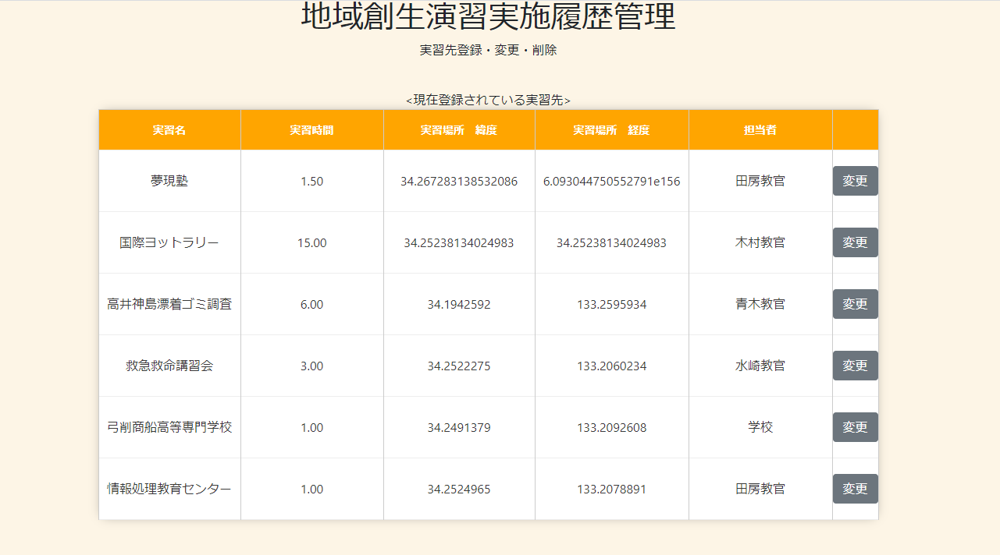 地域創生演習実施履歴管理
実習先登録・変更・削除
<現在登録されている実習先>
実習名 実習時間 実習場所　緯度 実習場所　経度 担当者
夢現塾 1.50 34.267283138532086 6.093044750552791e156 田房教官 変更
国際ヨットラリー 15.00 34.25238134024983 34.25238134024983 木村教官 変更
高井神島漂着ゴミ調査 6.00 34.1942592 133.2595934 青木教官 変更
救急救命講習会 3.00 34.2522275 133.2060234 水崎教官 変更
弓削商船高等専門学校 1.00 34.2491379 133.2092608 学校 変更
情報処理教育センター 1.00 34.2524965 133.2078891 田房教官 変更